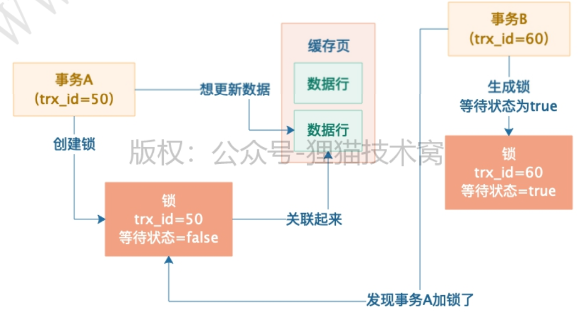 事务A
（trx_id=50）
创建锁
想更新数据
缓存页
数据行
数据行
事务B
（trx_id=60）
生成锁
等待状态为true
锁
trx_id=60
等待状态=true
锁
trx_id=50
等待状态=false
关联起来
发现事务A加锁了
版权：公众号-狸猫技术窝